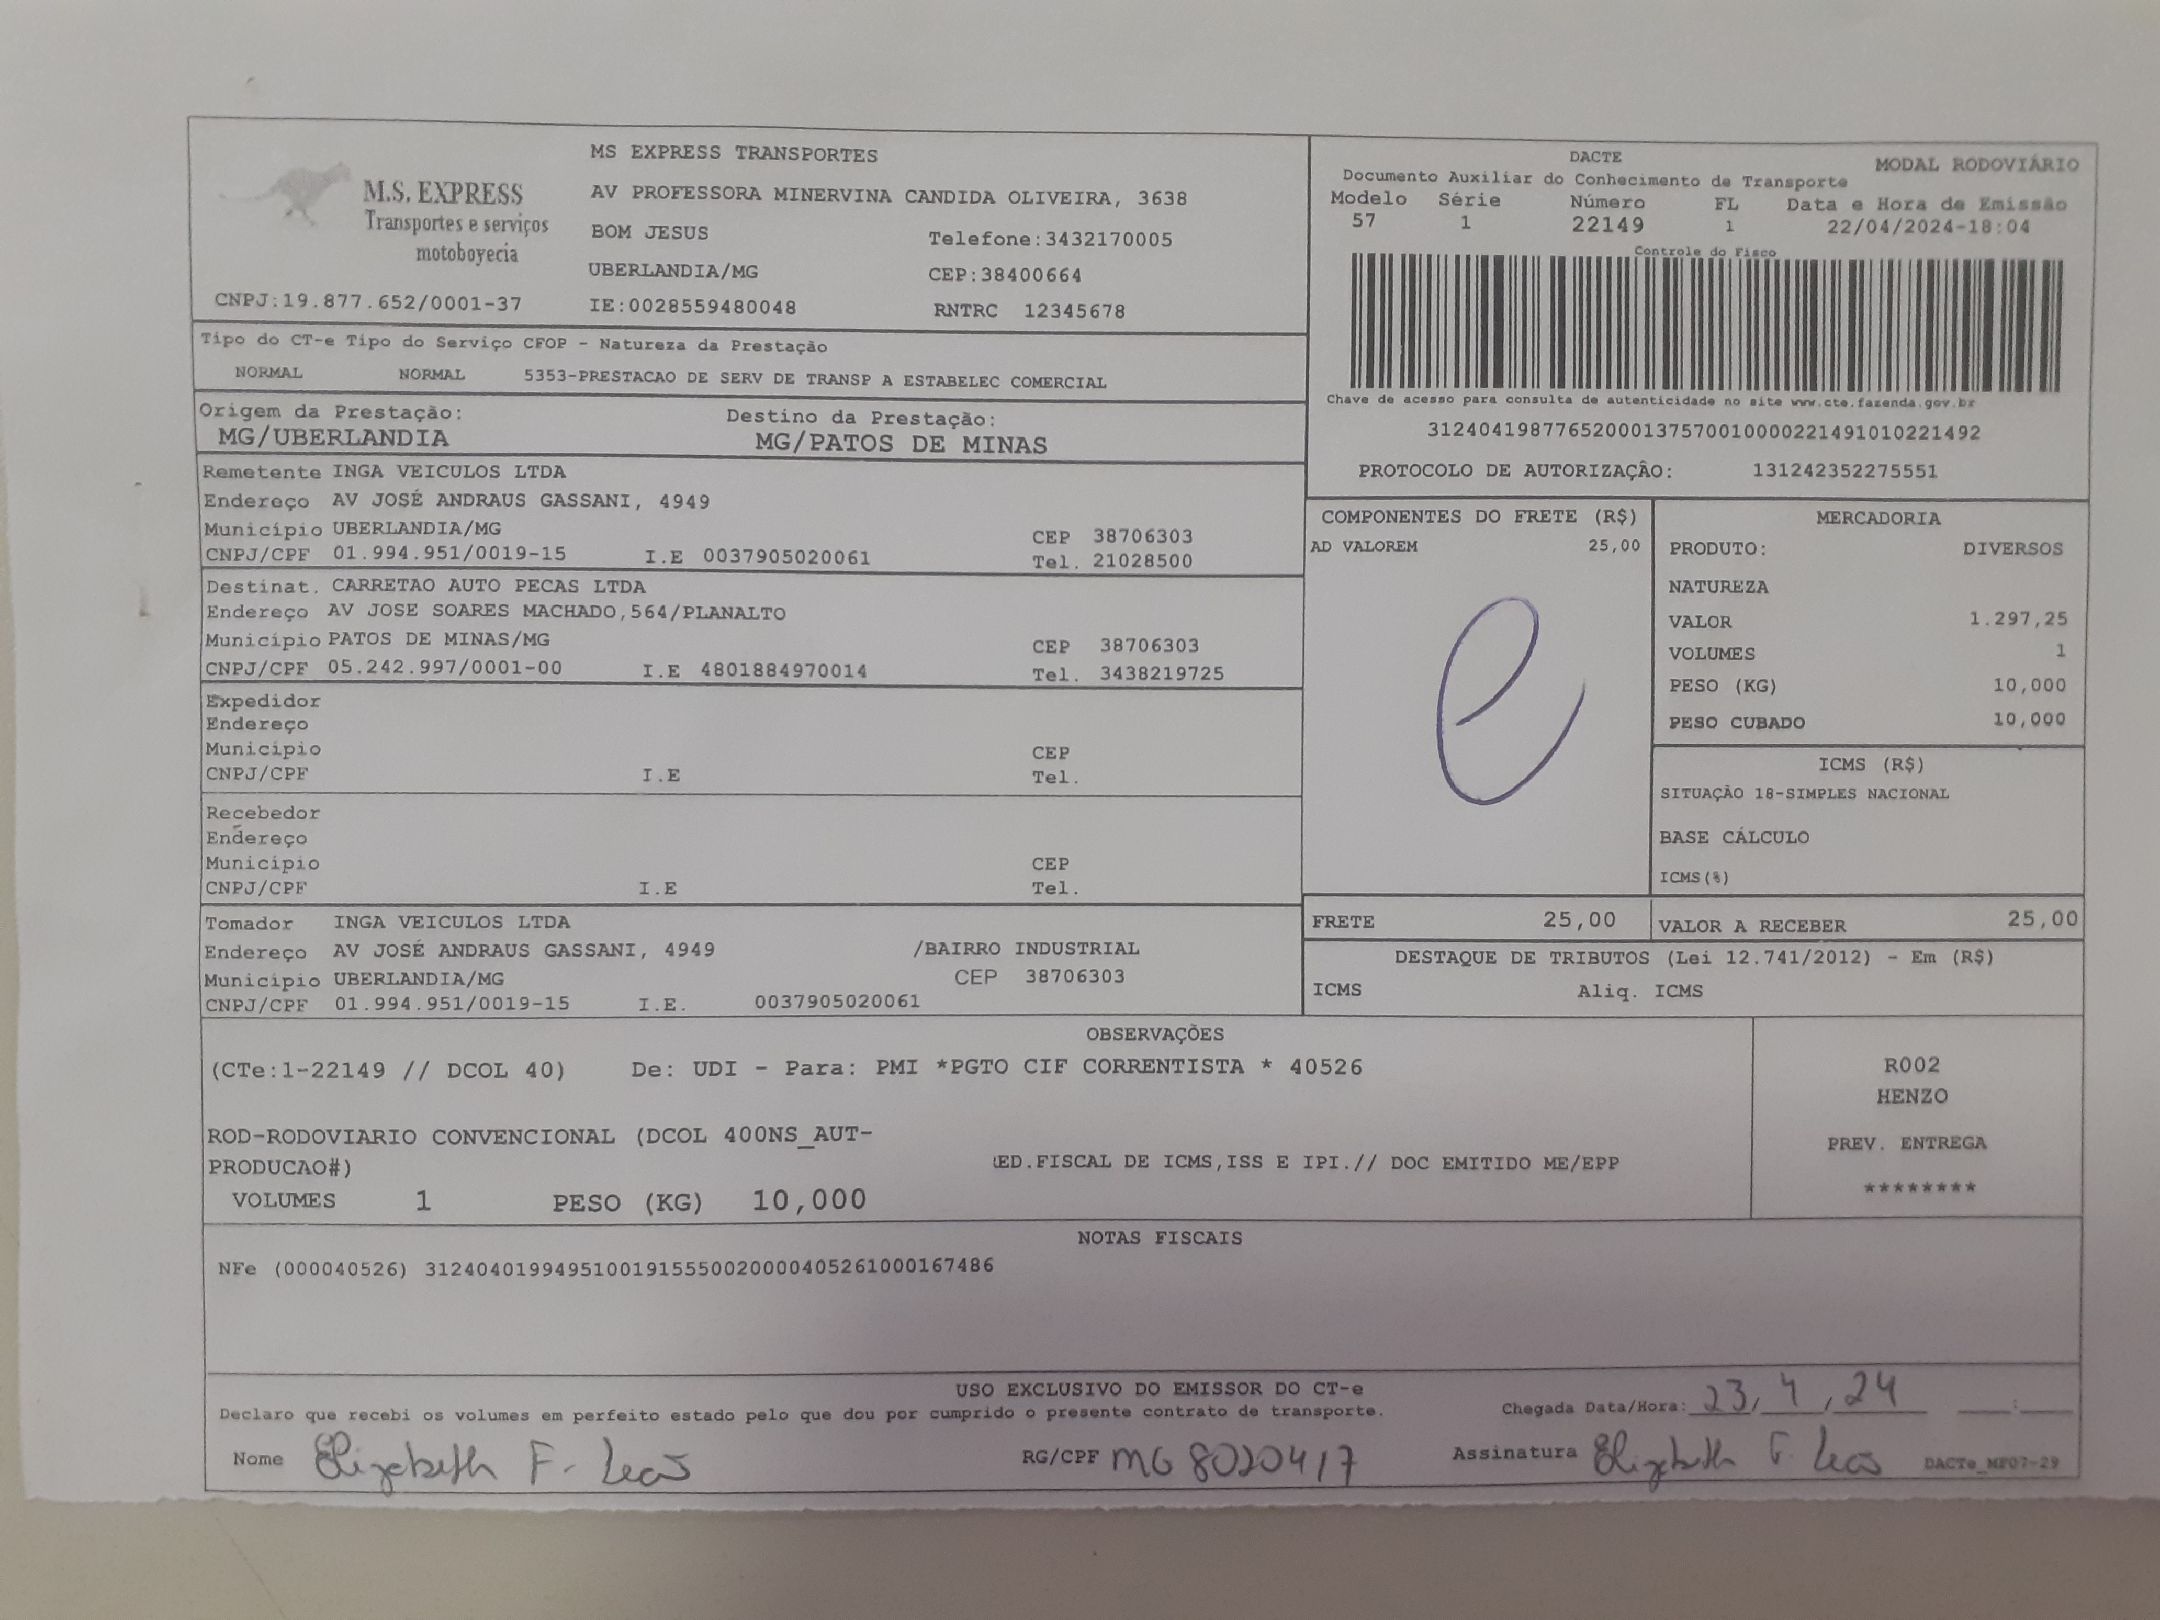 M.S. EXPRESS
Transportes e serviços
motoboyecia
CNPJ:19.877.652/0001-37
MS EXPRESS TRANSPORTES
AV PROFESSORA MINERVINA CANDIDA OLIVEIRA, 3638
BOM JESUS Telefone:3432170005
UBERLANDIA/MG CEP:38400664
IE:0028559480048 RNTRC 12345678
DACTE MODAL RODOVIÁRIO
Documento Auxiliar do Conhecimento de Transporte
Modelo Série Número FL Data e Hora de Emissão
57 1 22149 1 22/04/2024-18:04
Controle do Fisco
Chave de acesso para consulta de autenticidade no site www.cte.fazenda.gov.br
31240419877652000137570010000221491010221492
PROTOCOLO DE AUTORIZAÇÃO: 131242352275551
Tipo do CT-e Tipo do Serviço CFOP - Natureza da Prestação
NORMAL NORMAL 5353-PRESTACAO DE SERV DE TRANSP A ESTABELEC COMERCIAL
Origem da Prestação: Destino da Prestação:
MG/UBERLANDIA MG/PATOS DE MINAS
Remetente INGA VEICULOS LTDA
Endereço AV JOSÉ ANDRAUS GASSANI, 4949
Município UBERLANDIA/MG CEP 38706303
CNPJ/CPF 01.994.951/0019-15 I.E 0037905020061 Tel. 21028500
Destinat. CARRETAO AUTO PECAS LTDA
Endereço AV JOSE SOARES MACHADO,564/PLANALTO
Município PATOS DE MINAS/MG CEP 38706303
CNPJ/CPF 05.242.997/0001-00 I.E 4801884970014 Tel. 3438219725
Expedidor
Endereço
Município CEP
CNPJ/CPF I.E Tel.
Recebedor
Endereço
Município CEP
CNPJ/CPF I.E Tel.
Tomador INGA VEICULOS LTDA
Endereço AV JOSÉ ANDRAUS GASSANI, 4949 /BAIRRO INDUSTRIAL
Município UBERLANDIA/MG CEP 38706303
CNPJ/CPF 01.994.951/0019-15 I.E. 0037905020061
COMPONENTES DO FRETE (R$)
AD VALOREM 25,00
e
MERCADORIA
PRODUTO: DIVERSOS
NATUREZA
VALOR 1.297,25
VOLUMES 1
PESO (KG) 10,000
PESO CUBADO 10,000
ICMS (R$)
SITUAÇÃO 18-SIMPLES NACIONAL
BASE CÁLCULO
ICMS(%)
FRETE 25,00 VALOR A RECEBER 25,00
DESTAQUE DE TRIBUTOS (Lei 12.741/2012) - Em (R$)
ICMS Aliq. ICMS
OBSERVAÇÕES
(CTe:1-22149 // DCOL 40) De: UDI - Para: PMI *PGTO CIF CORRENTISTA * 40526
ROD-RODOVIARIO CONVENCIONAL (DCOL 400NS_AUT-
PRODUCAO#) ED.FISCAL DE ICMS,ISS E IPI.// DOC EMITIDO ME/EPP
VOLUMES 1 PESO (KG) 10,000
R002
HENZO
PREV. ENTREGA
********
NOTAS FISCAIS
NFe (000040526) 31240401994951001915550020000405261000167486
USO EXCLUSIVO DO EMISSOR DO CT-e
Declaro que recebi os volumes em perfeito estado pelo que dou por cumprido o presente contrato de transporte. Chegada Data/Hora: 23/4/24 __:__
Nome Elizabeth F. Leão RG/CPF MG 8020417 Assinatura Elizabeth F. Leão DACTe_MF07-29